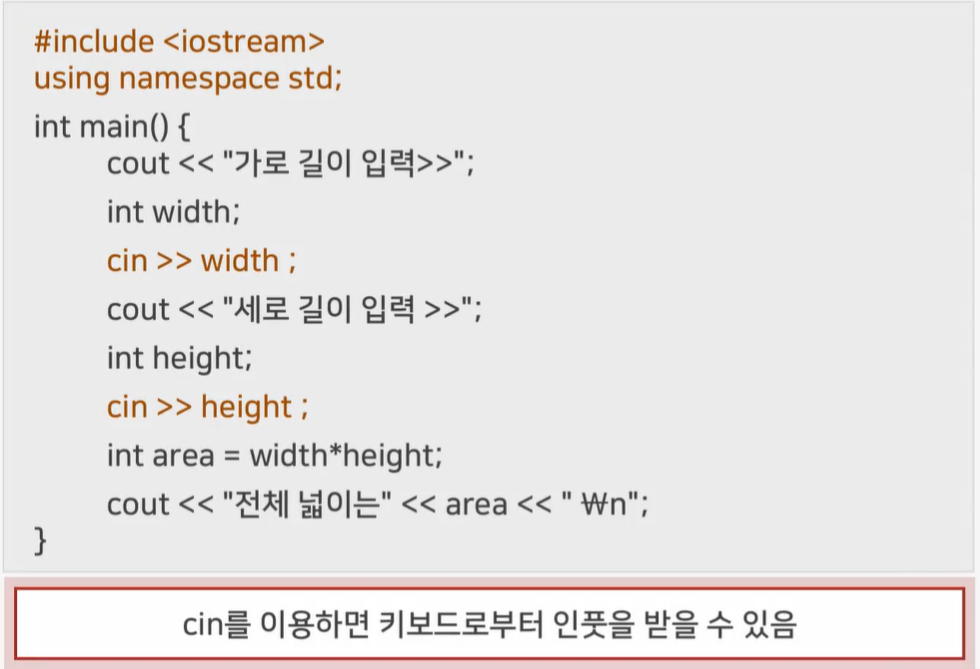 #include <iostream>
using namespace std;
int main() {
cout << "가로 길이 입력>>";
int width;
cin >> width ;
cout << "세로 길이 입력 >>";
int height;
cin >> height ;
int area = width*height;
cout << "전체 넓이는" << area << " ₩n";
}
cin를 이용하면 키보드로부터 인풋을 받을 수 있음